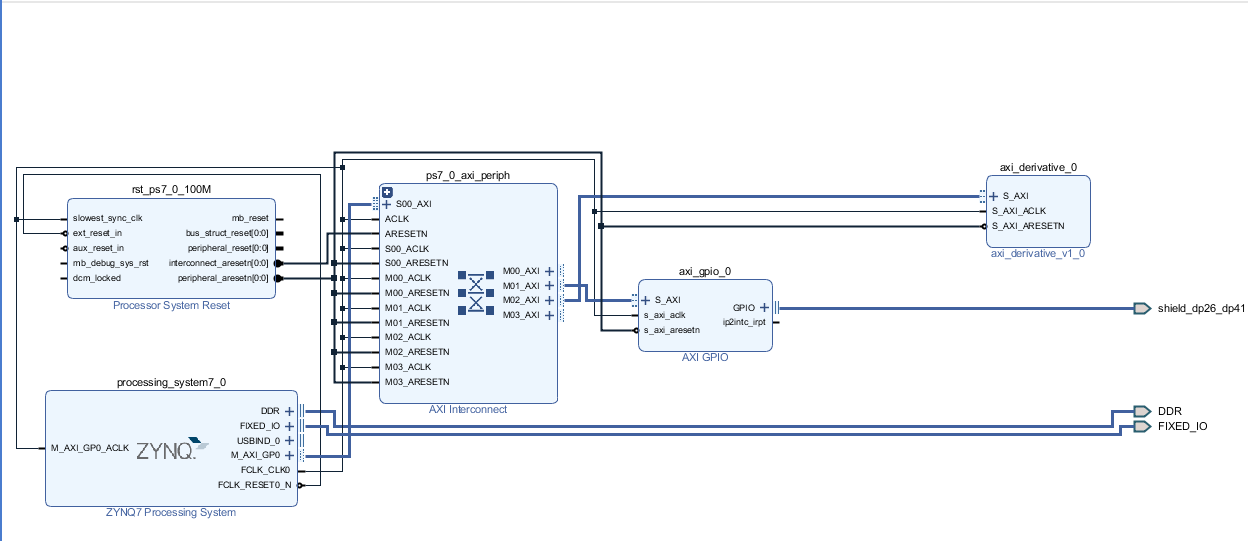 rst_ps7_0_100M
slowest_sync_clk
ext_reset_in
aux_reset_in
mb_debug_sys_rst
dcm_locked
mb_reset
bus_struct_reset[0:0]
peripheral_reset[0:0]
interconnect_aresetn[0:0]
peripheral_aresetn[0:0]
Processor System Reset
processing_system7_0
M_AXI_GP0_ACLK
ZYNQ
DDR
FIXED_IO
USBIND_0
M_AXI_GP0
FCLK_CLK0
FCLK_RESET0_N
ZYNQ7 Processing System
ps7_0_axi_periph
S00_AXI
ACLK
ARESETN
S00_ACLK
S00_ARESETN
M00_ACLK
M00_ARESETN
M01_ACLK
M01_ARESETN
M02_ACLK
M02_ARESETN
M03_ACLK
M03_ARESETN
M00_AXI
M01_AXI
M02_AXI
M03_AXI
AXI Interconnect
axi_gpio_0
S_AXI
s_axi_aclk
s_axi_aresetn
GPIO
ip2intc_irpt
AXI GPIO
axi_derivative_0
S_AXI
S_AXI_ACLK
S_AXI_ARESETN
axi_derivative_v1_0
shield_dp26_dp41
DDR
FIXED_IO